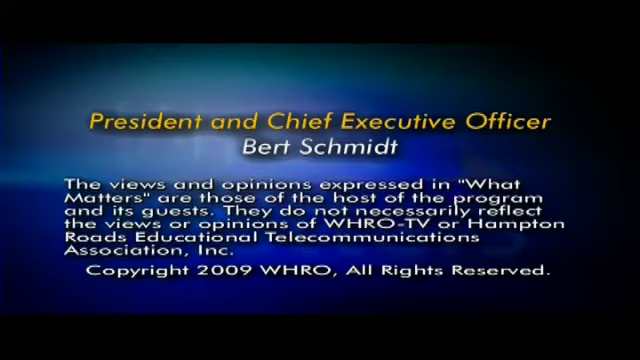 President and Chief Executive Officer
Bert Schmidt
The views and opinions expressed in "What
Matters" are those of the host of the program
and its guests. They do not necessarily reflect
the views or opinions of WHRO-TV or Hampton
Roads Educational Telecommunications
Association, Inc.
Copyright 2009 WHRO, All Rights Reserved.